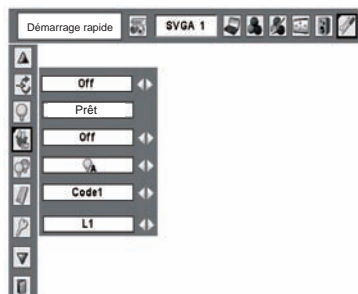 Démarrage rapide SVGA 1
Off
Prêt
Off
A
Code1
L1